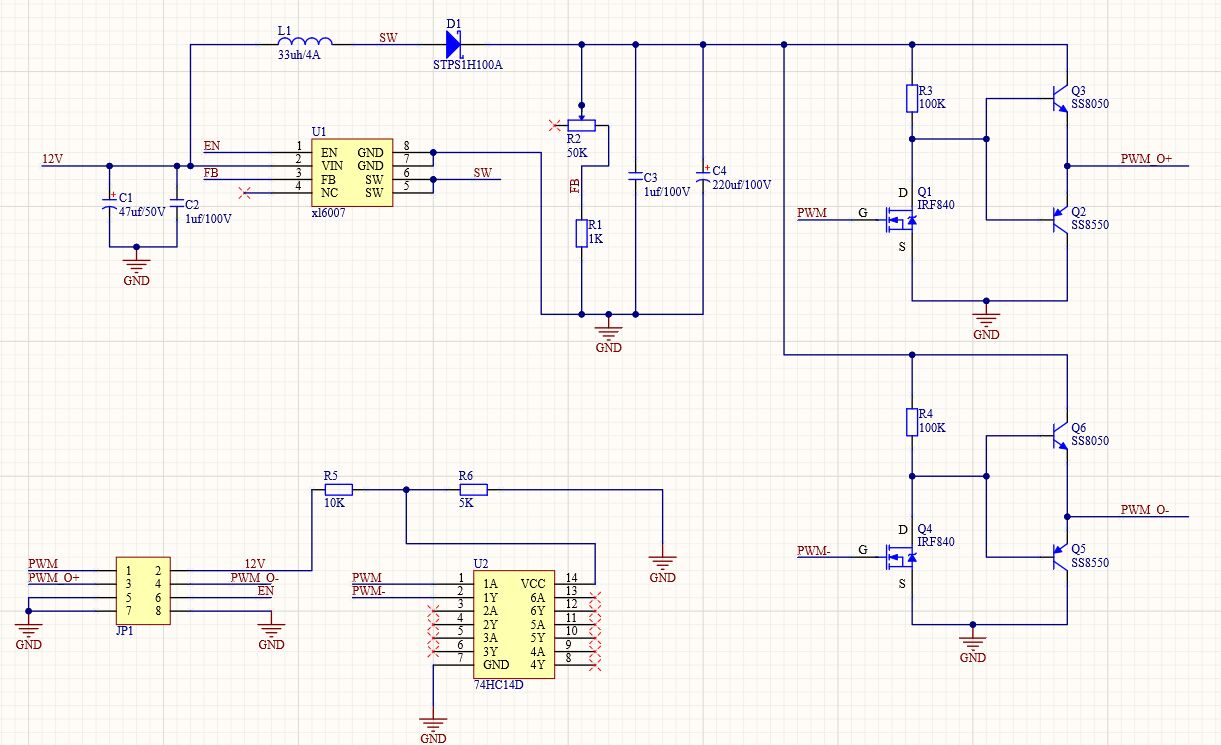 L1
33uh/4A
SW
D1
STPS1H100A
12V
C1
47uf/50V
C2
1uf/100V
GND
EN
FB
U1
1 EN GND 8
2 VIN GND 7
3 FB SW 6
4 NC SW 5
xl6007
SW
R2
50K
FB
R1
1K
C3
1uf/100V
C4
220uf/100V
GND
R3
100K
Q3
SS8050
PWM_O+
D
Q1
IRF840
PWM
G
S
Q2
SS8550
GND
R4
100K
Q6
SS8050
PWM_O-
D
Q4
IRF840
PWM-
G
S
Q5
SS8550
GND
R5
10K
R6
5K
GND
PWM 1 2 12V
PWM_O+ 3 4 PWM_O-
5 6 EN
7 8
JP1
GND
GND
U2
PWM 1 1A VCC 14
PWM- 2 1Y 6A 13
3 2A 6Y 12
4 2Y 5A 11
5 3A 5Y 10
6 3Y 4A 9
7 GND 4Y 8
74HC14D
GND